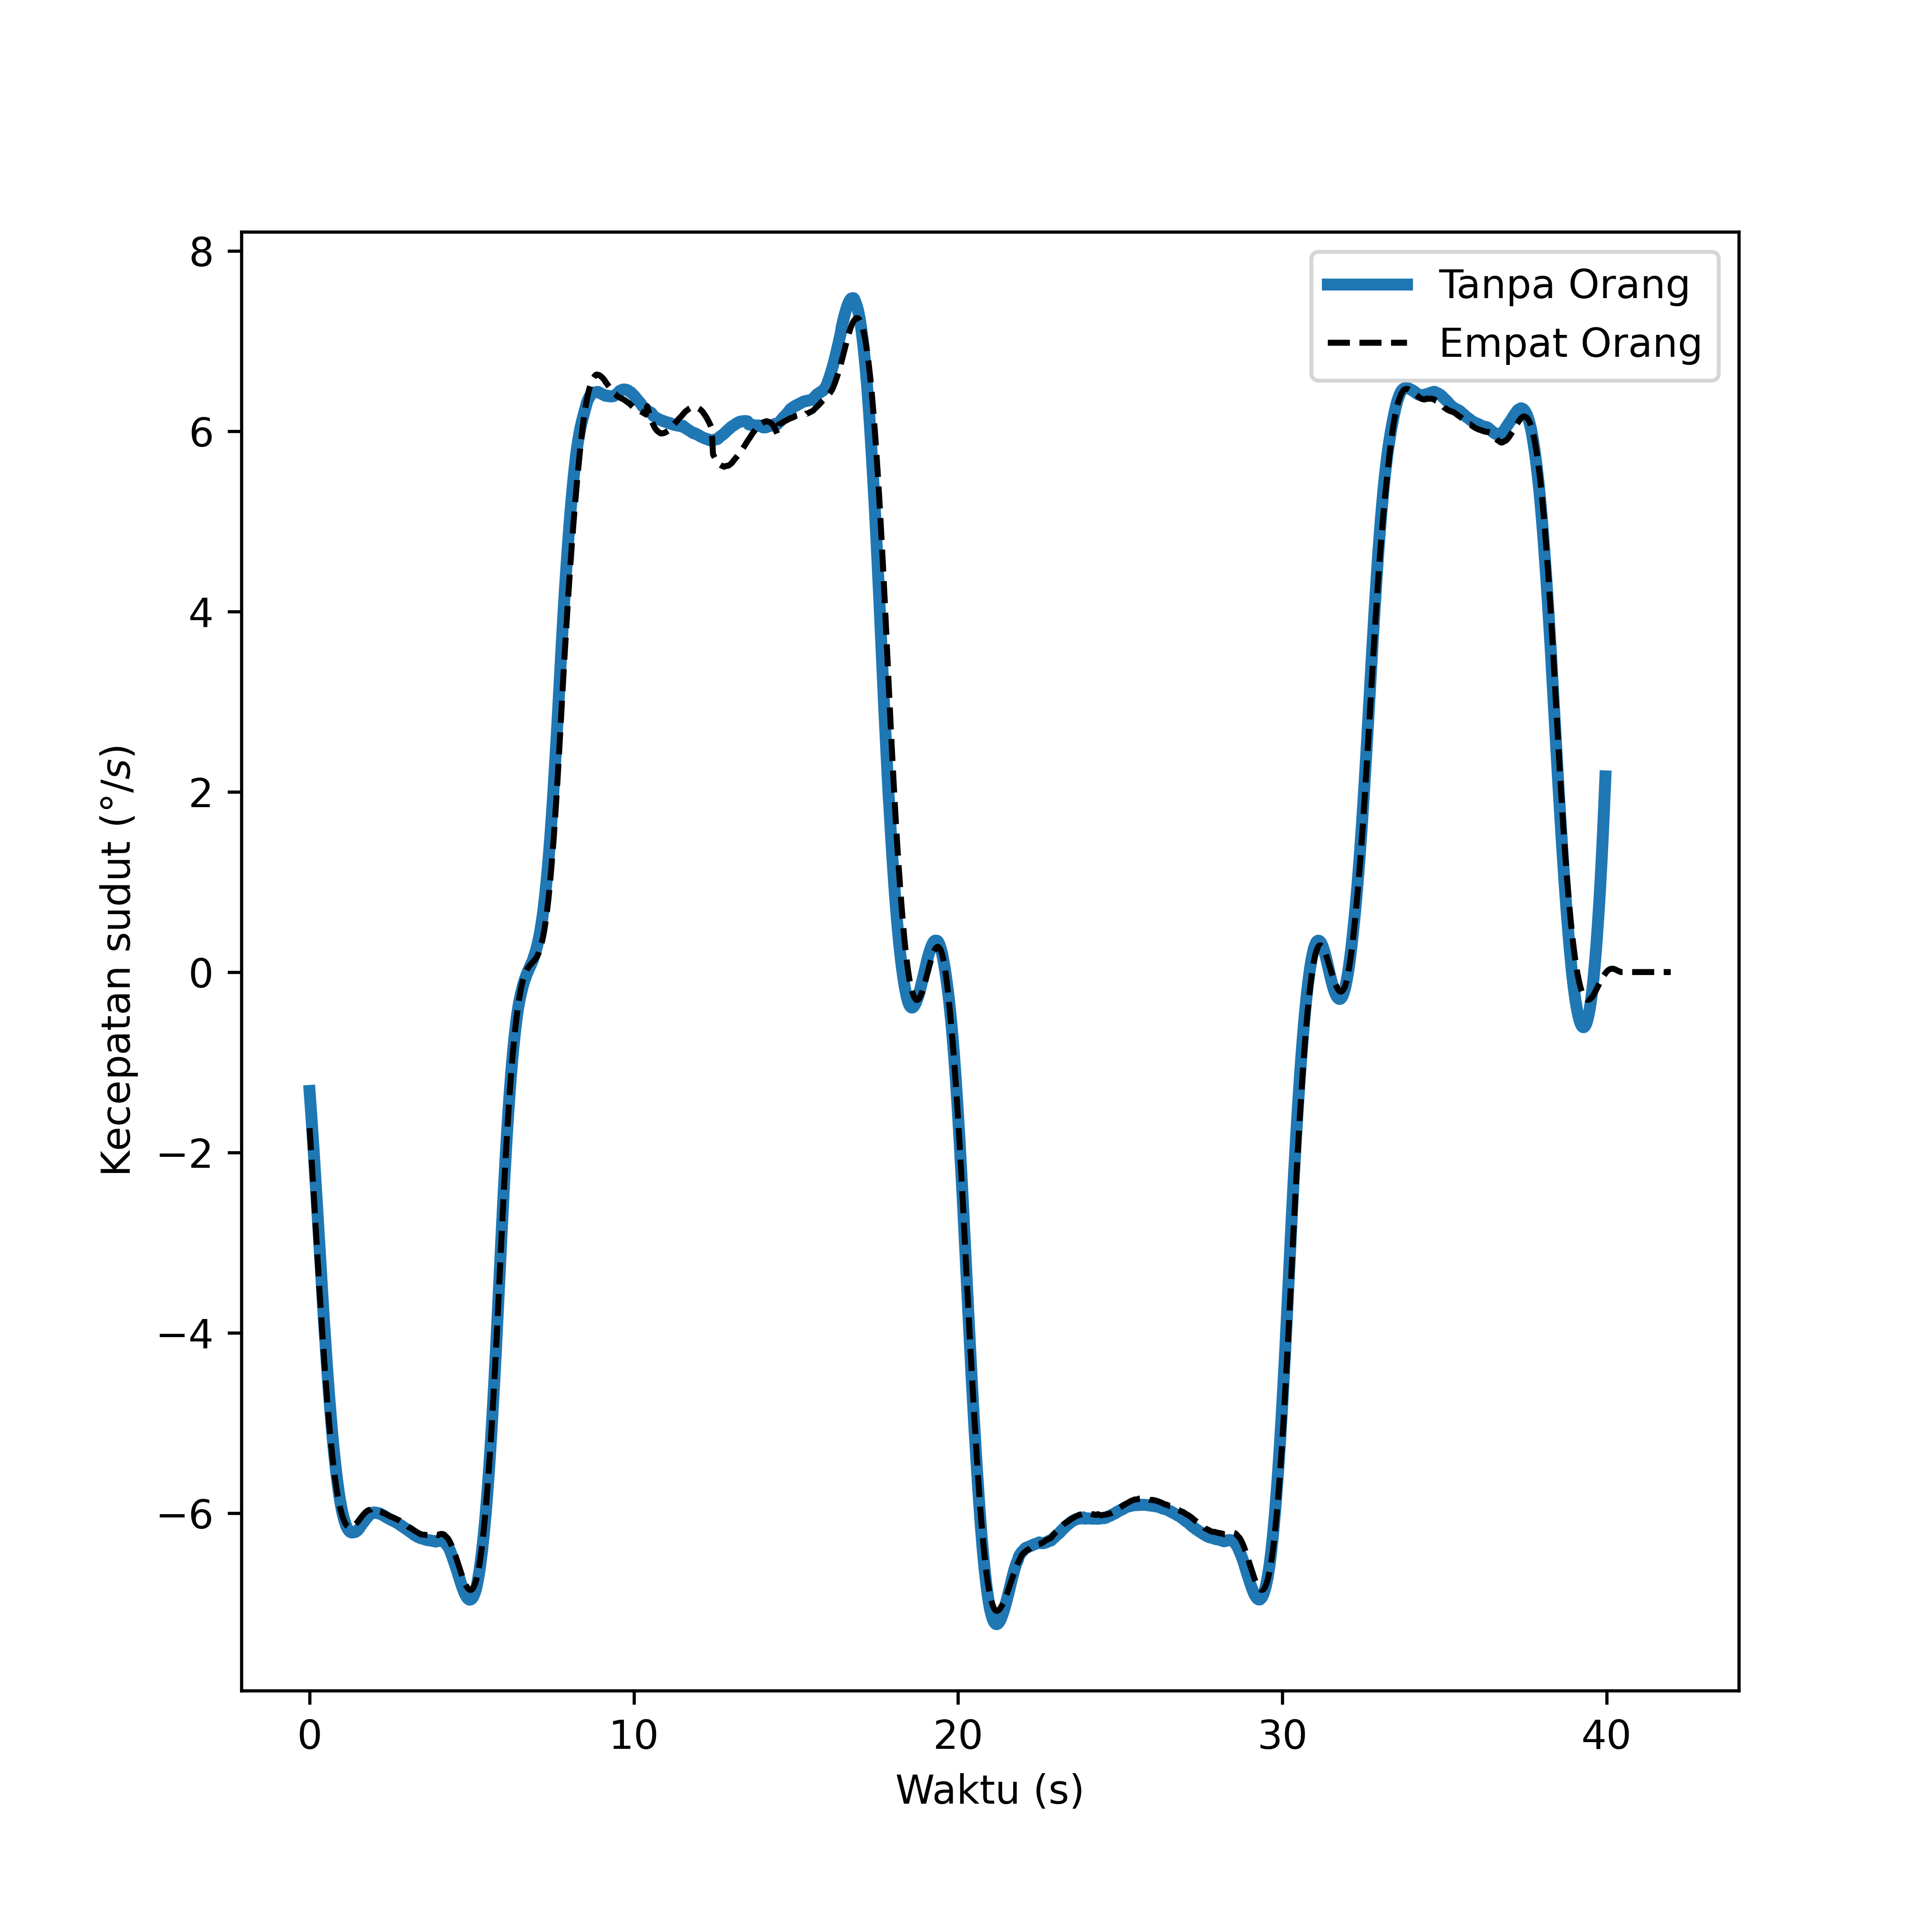 Tanpa Orang
Empat Orang
8
6
4
2
0
−2
−4
−6
Kecepatan sudut (°/s)
0 10 20 30 40
Waktu (s)